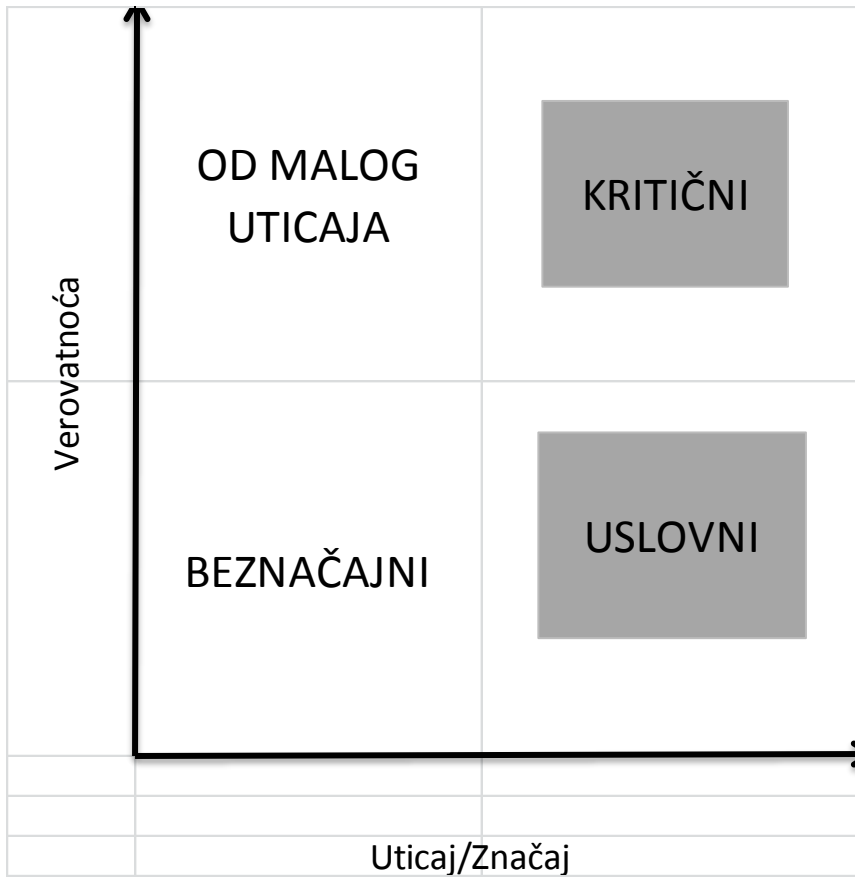 OD MALOG
UTICAJA
KRITIČNI
Verovatnoća
BEZNAČAJNI
USLOVNI
Uticaj/Značaj